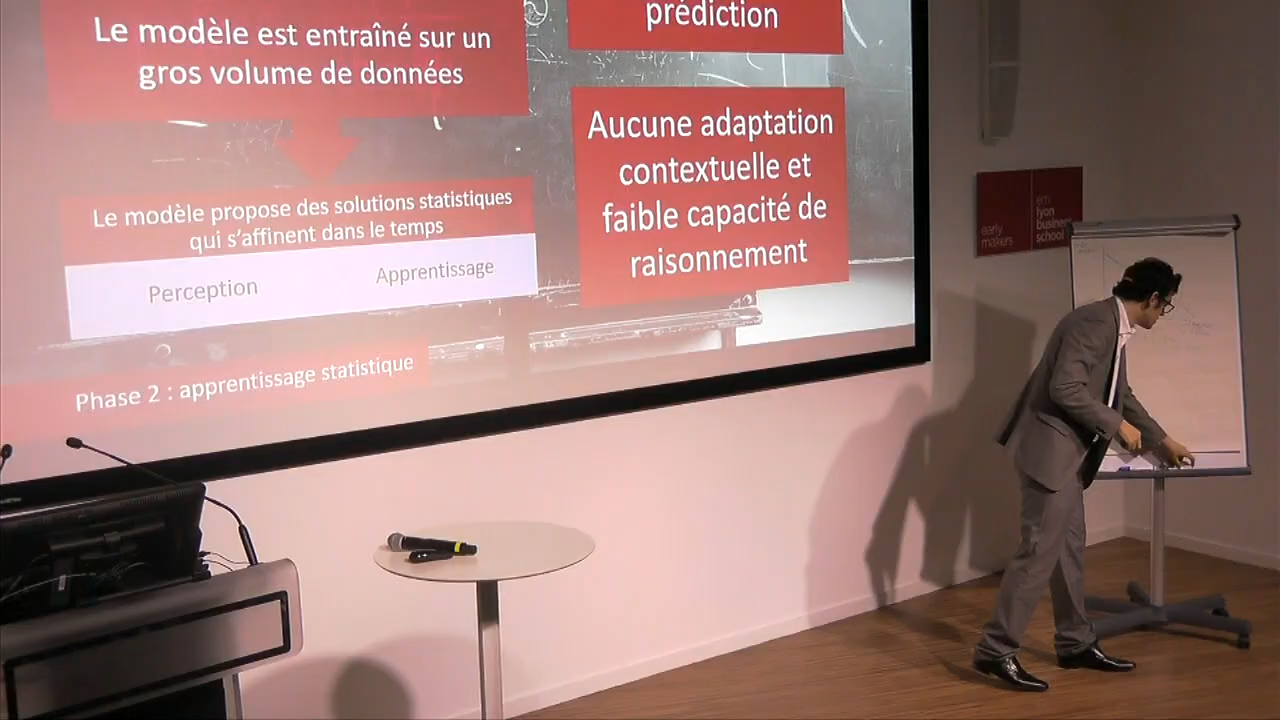 Le modèle est entraîné sur un
gros volume de données
Le modèle propose des solutions statistiques
qui s'affinent dans le temps
Perception
Apprentissage
Phase 2 : apprentissage statistique
prédiction
Aucune adaptation
contextuelle et
faible capacité de
raisonnement
early
makers
em
lyon
business
school